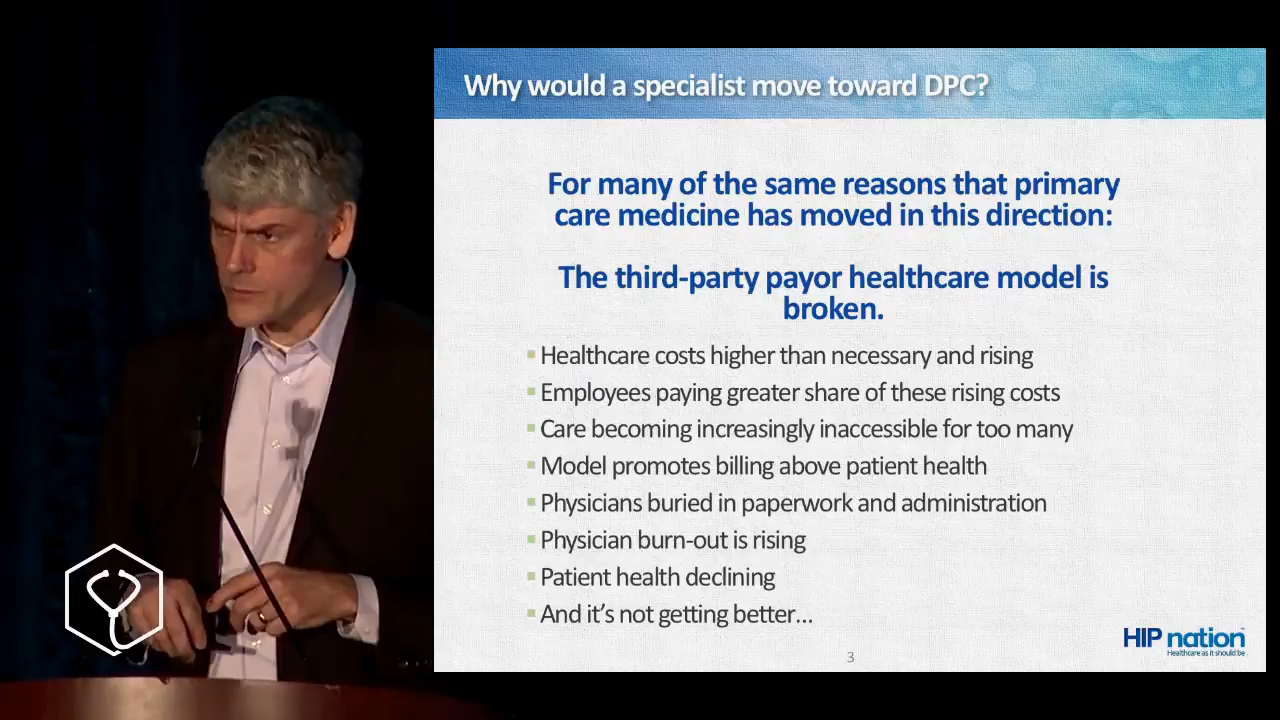 Why would a specialist move toward DPC?
For many of the same reasons that primary
care medicine has moved in this direction:
The third-party payor healthcare model is
broken.
Healthcare costs higher than necessary and rising
Employees paying greater share of these rising costs
Care becoming increasingly inaccessible for too many
Model promotes billing above patient health
Physicians buried in paperwork and administration
Physician burn-out is rising
Patient health declining
And it's not getting better...
HIP nation
Healthcare as it should be
3